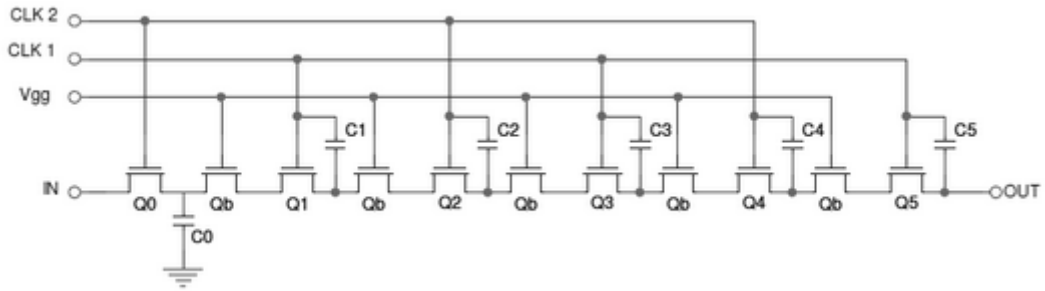 CLK 2
CLK 1
Vgg
C1
C2
C3
C4
C5
IN
OUT
Q0
Qb
Q1
Qb
Q2
Qb
Q3
Qb
Q4
Qb
Q5
C0